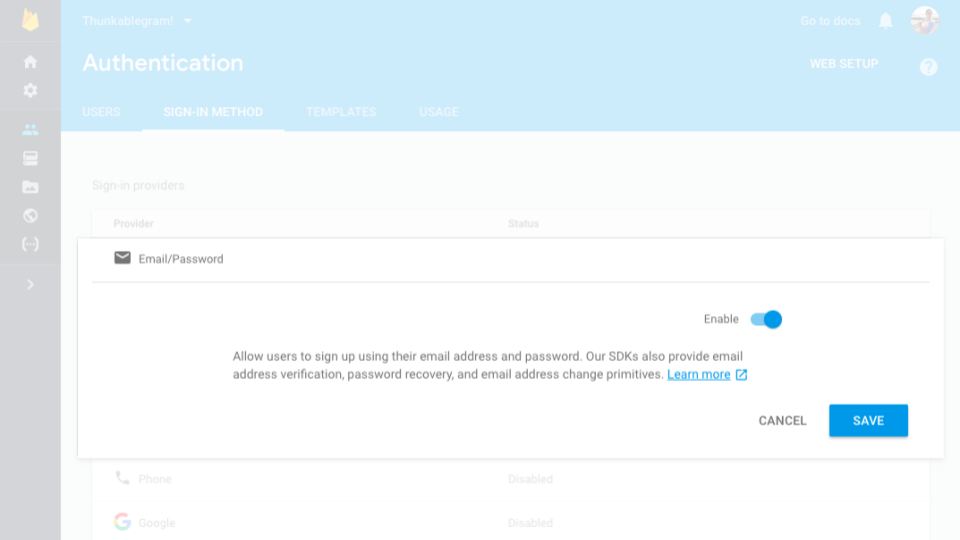 Thunkablegram!
Go to docs
Authentication
WEB SETUP
USERS SIGN-IN METHOD TEMPLATES USAGE
Sign-in providers
Provider Status
Email/Password
Enable
Allow users to sign up using their email address and password. Our SDKs also provide email
address verification, password recovery, and email address change primitives. Learn more
CANCEL SAVE
Phone Disabled
Google Disabled